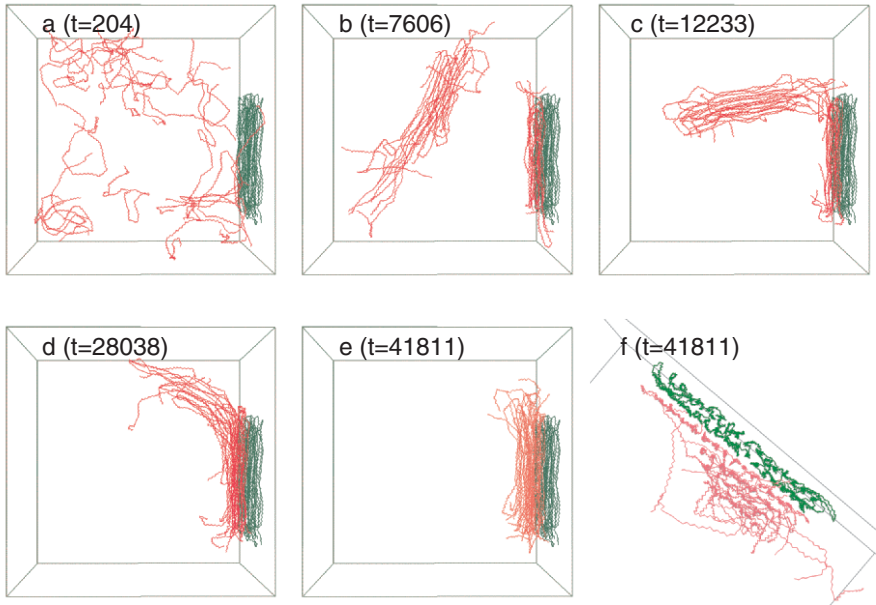 a (t=204)
b (t=7606)
c (t=12233)
d (t=28038)
e (t=41811)
f (t=41811)